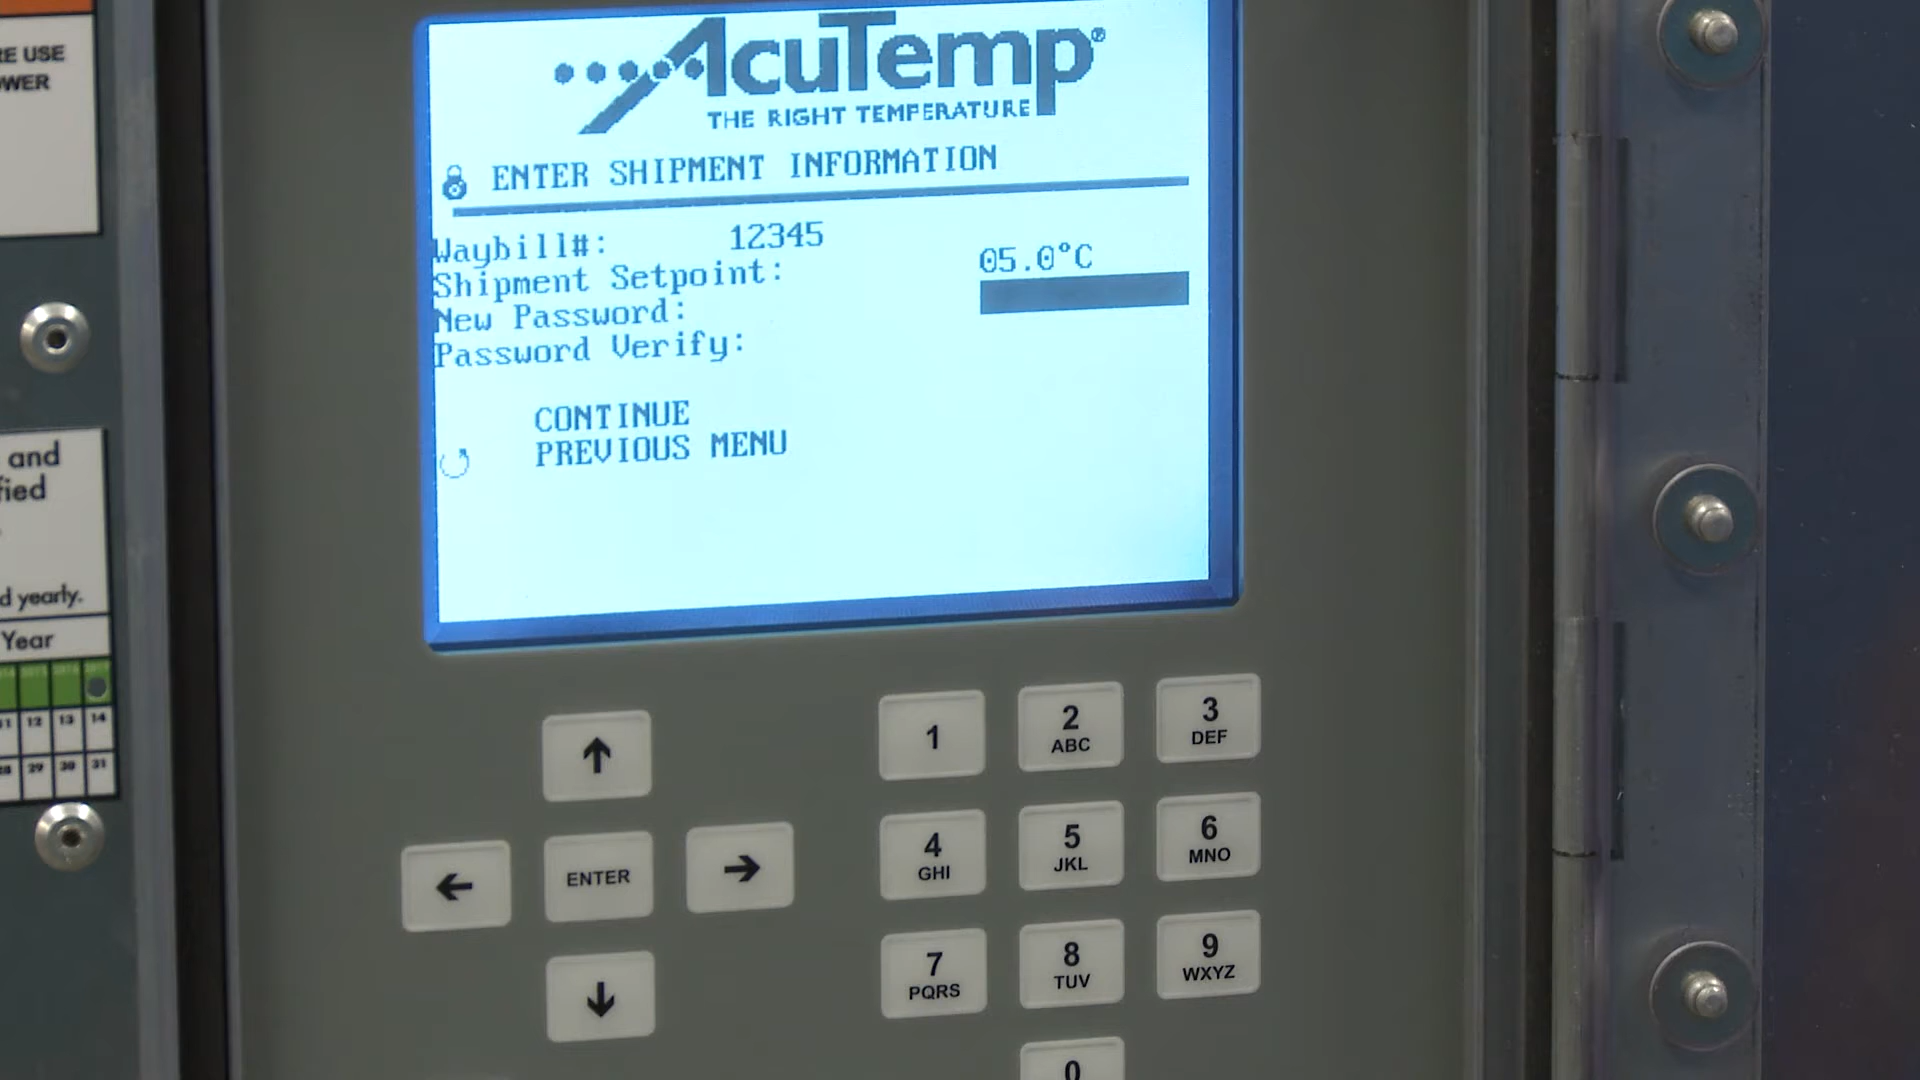 RE USE
WER
and
fied
d yearly.
Year
11 12 13 14
28 29 30 31
AcuTemp®
THE RIGHT TEMPERATURE
ENTER SHIPMENT INFORMATION
Waybill#: 12345
Shipment Setpoint: 05.0°C
New Password:
Password Verify:
CONTINUE
PREVIOUS MENU
↑
← ENTER →
↓
1 2 ABC 3 DEF
4 GHI 5 JKL 6 MNO
7 PQRS 8 TUV 9 WXYZ
0